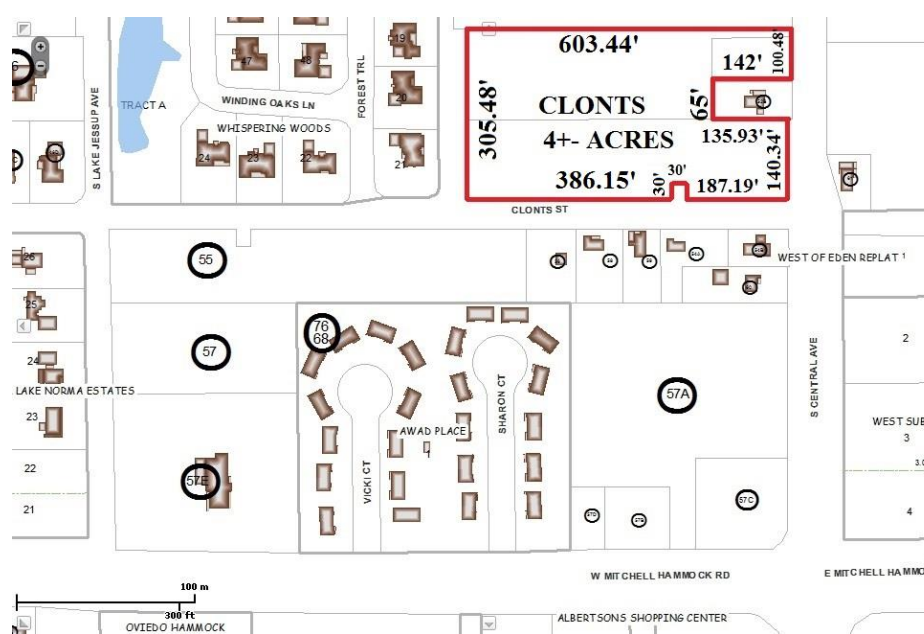 603.44'
100.48'
142'
305.48'
CLONTS
65'
4+- ACRES
135.93'
386.15'
30'
30'
187.19'
140.34'
CLONTS ST
S LAKE JESSUP AVE
TRACT A
47
48
19
20
21
FOREST TRL
WINDING OAKS LN
WHISPERING WOODS
24
23
22
26
25
24
LAKE NORMA ESTATES
23
22
21
55
57
57E
76
68
AWAD PLACE
1
VICKI CT
SHARON CT
57A
57C
WEST OF EDEN REPLAT 1
S CENTRAL AVE
2
WEST SUB
3
3.0
4
W MITCHELL HAMMOCK RD
E MITCHELL HAMMO
ALBERTSONS SHOPPING CENTER
100 m
300 ft
OVIEDO HAMMOCK